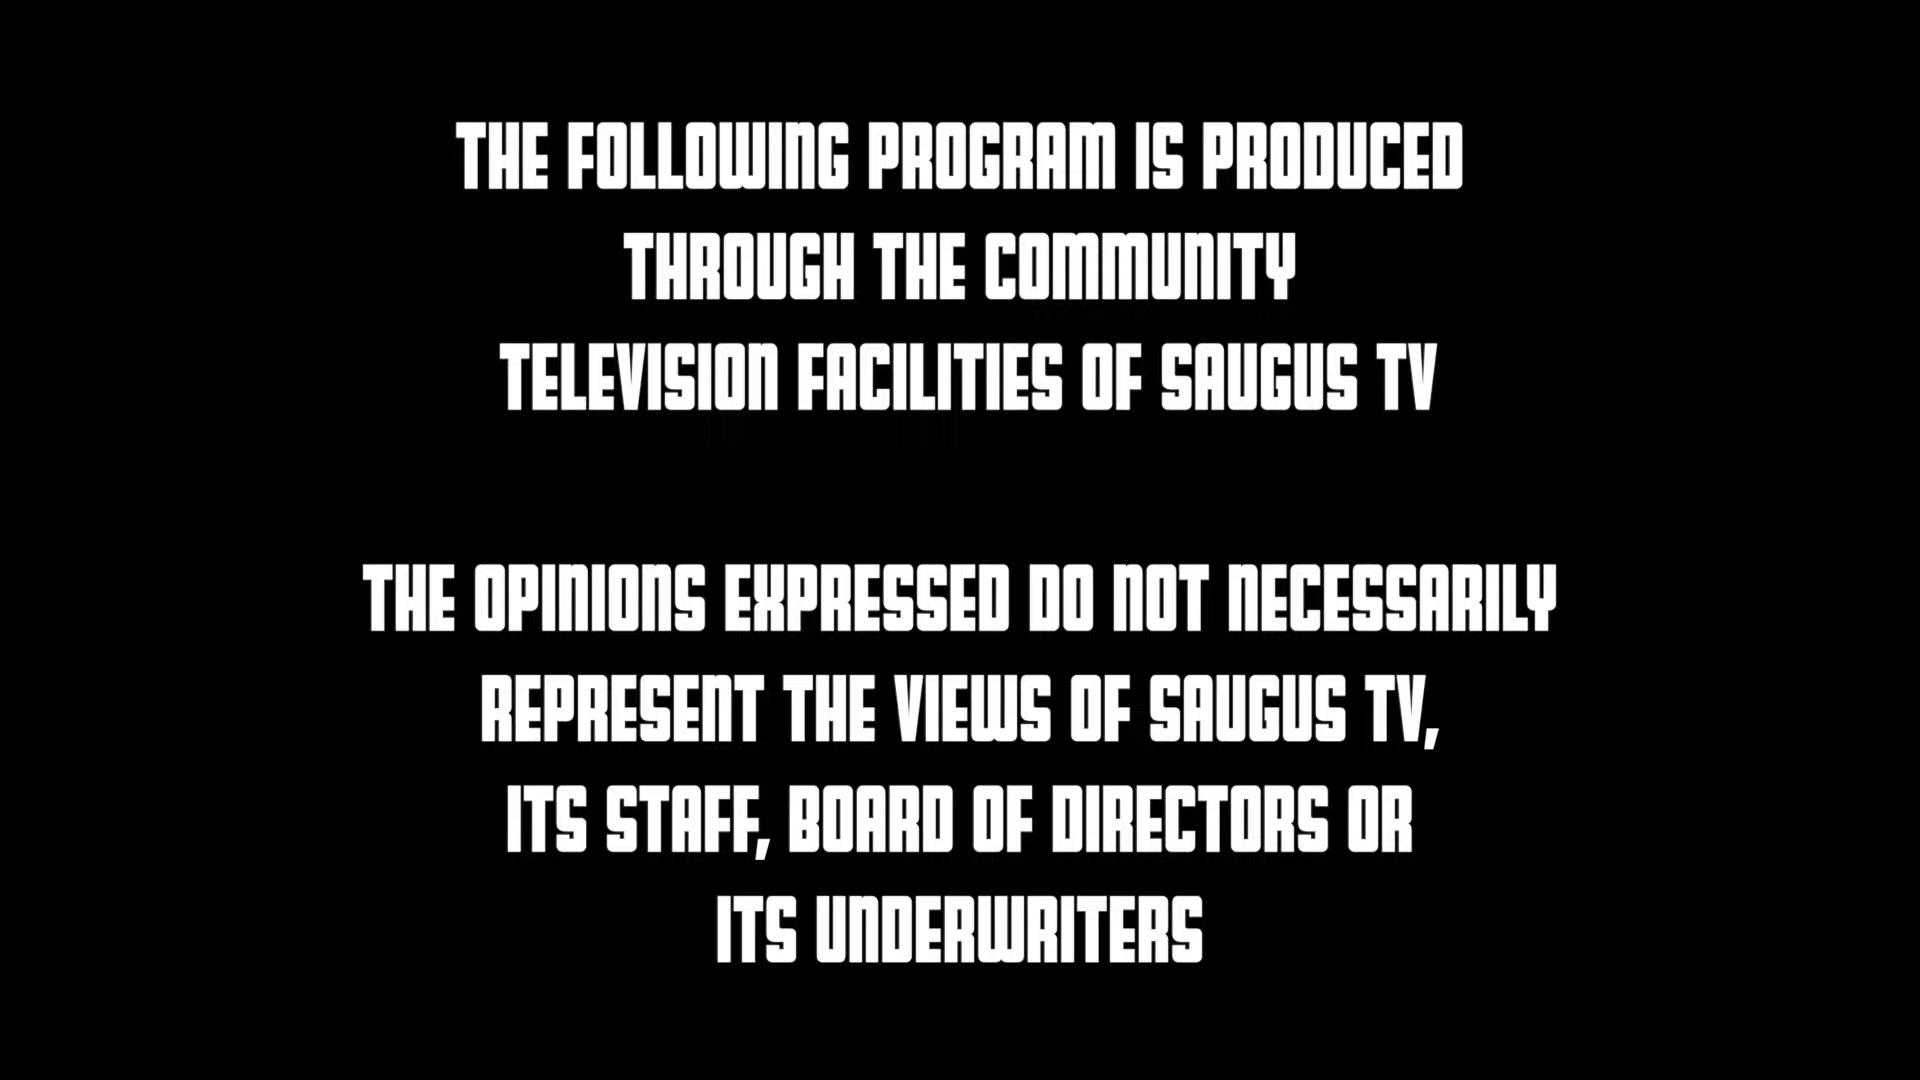 THE FOLLOWING PROGRAM IS PRODUCED
THROUGH THE COMMUNITY
TELEVISION FACILITIES OF SAUGUS TV
THE OPINIONS EXPRESSED DO NOT NECESSARILY
REPRESENT THE VIEWS OF SAUGUS TV,
ITS STAFF, BOARD OF DIRECTORS OR
ITS UNDERWRITERS